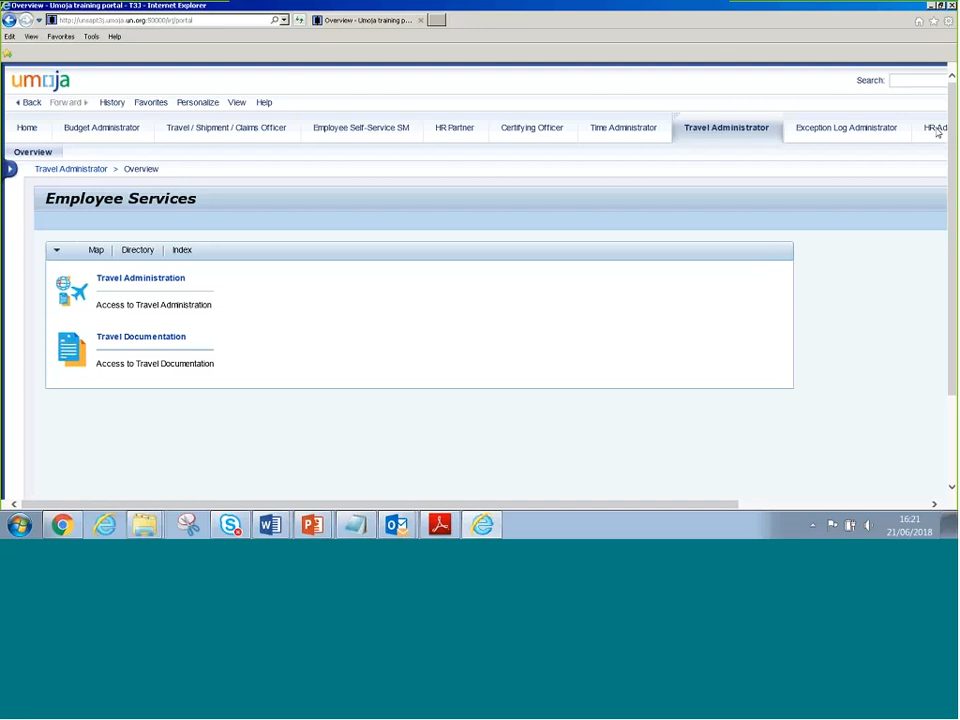 Overview - Umoja training portal - T3J - Internet Explorer
Overview - Umoja training p...
Edit View Favorites Tools Help
umoja
Search:
Back Forward History Favorites Personalize View Help
Home Budget Administrator Travel / Shipment / Claims Officer Employee Self-Service SM HR Partner Certifying Officer Time Administrator Travel Administrator Exception Log Administrator
Overview
Travel Administrator > Overview
Employee Services
Map Directory Index
Travel Administration
Access to Travel Administration
Travel Documentation
Access to Travel Documentation
16:21
21/06/2018